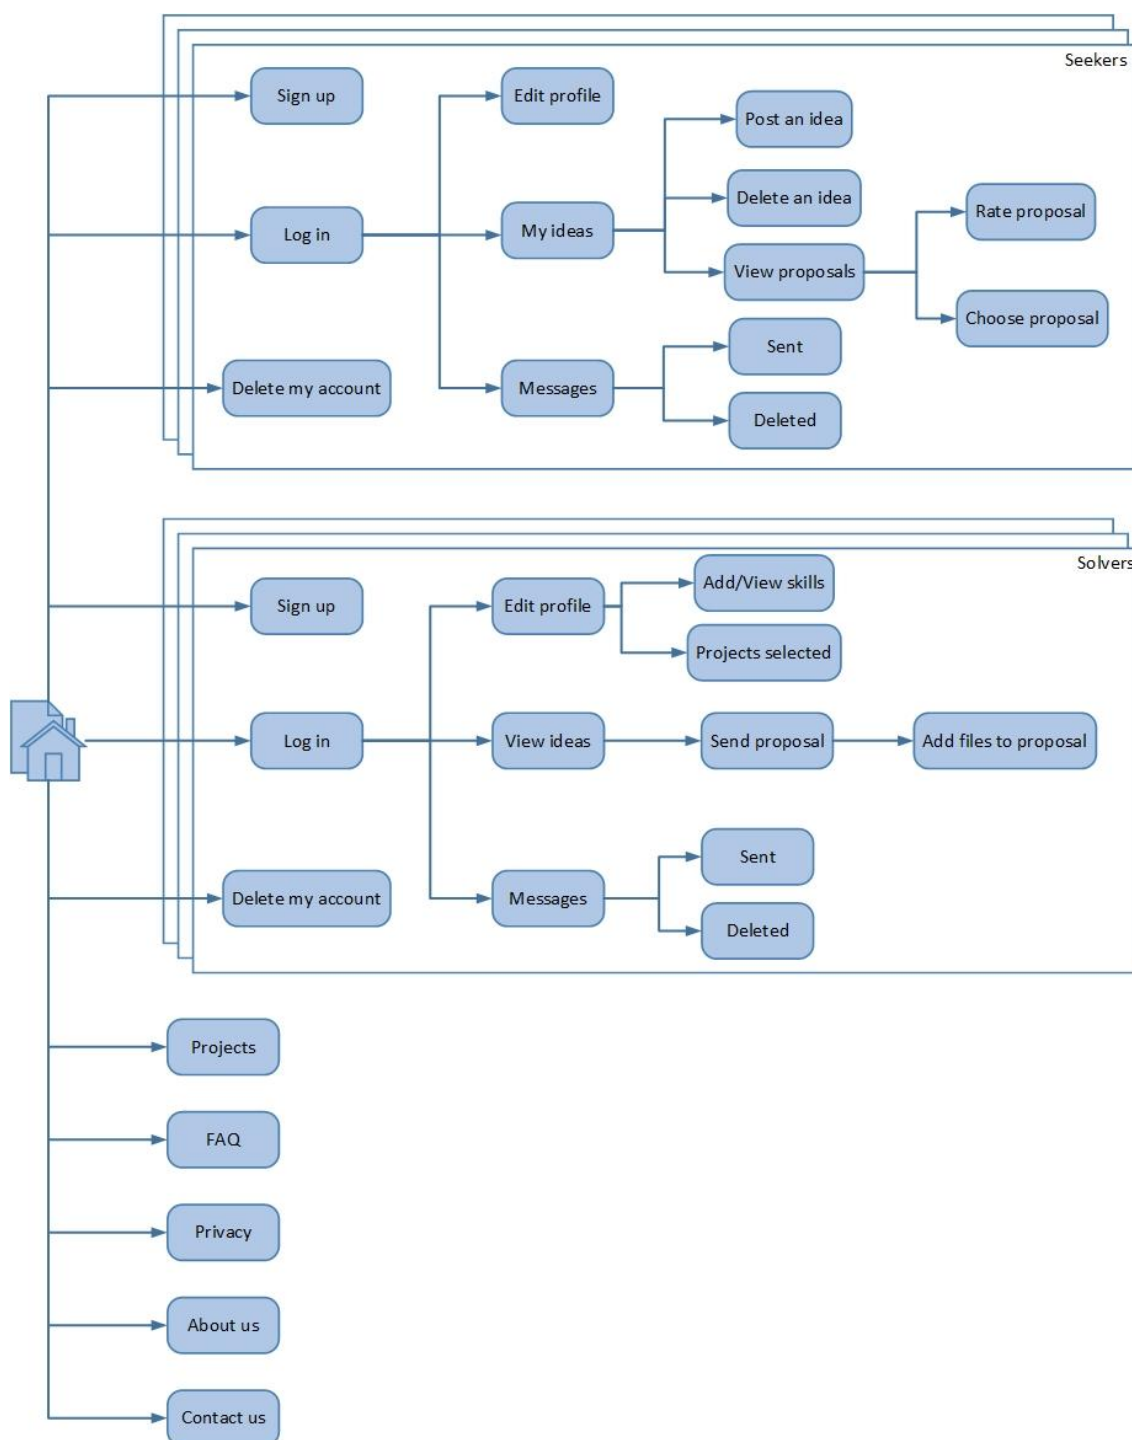 Seekers
Sign up
Edit profile
Post an idea
Delete an idea
Rate proposal
Log in
My ideas
View proposals
Choose proposal
Sent
Delete my account
Messages
Deleted
Solvers
Add/View skills
Sign up
Edit profile
Projects selected
Log in
View ideas
Send proposal
Add files to proposal
Sent
Delete my account
Messages
Deleted
Projects
FAQ
Privacy
About us
Contact us